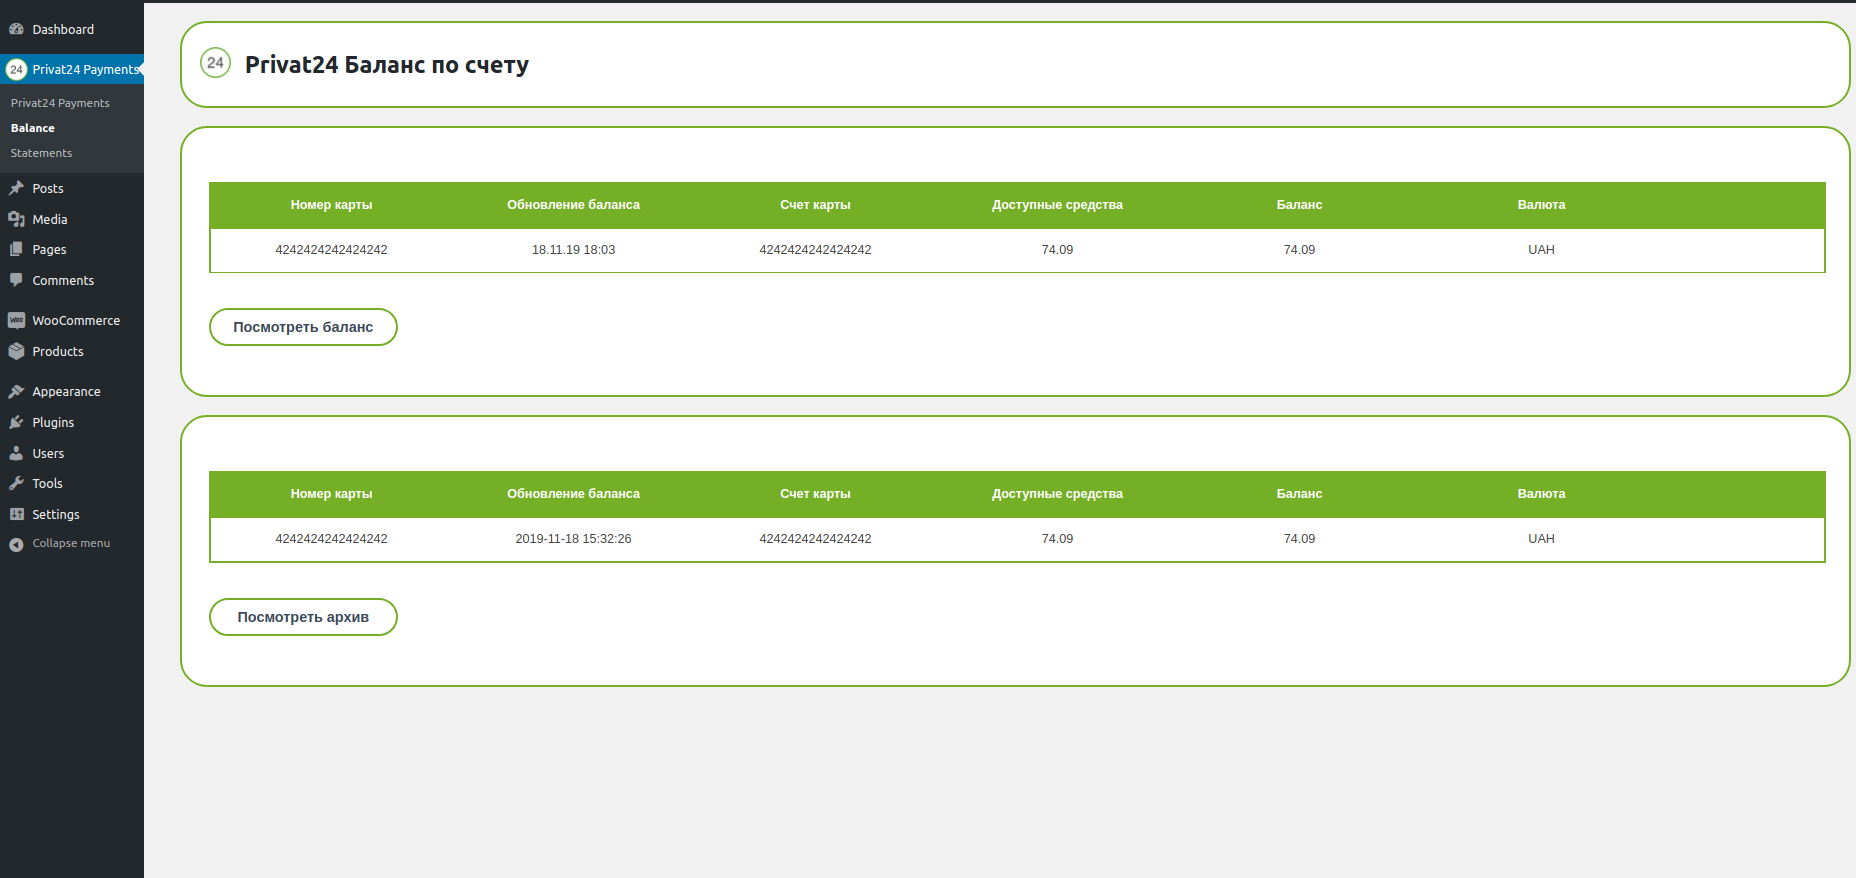 Dashboard
24 Privat24 Payments
Privat24 Payments
Balance
Statements
Posts
Media
Pages
Comments
WOO WooCommerce
Products
Appearance
Plugins
Users
Tools
Settings
Collapse menu
24 Privat24 Баланс по счету
Номер карты Обновление баланса Счет карты Доступные средства Баланс Валюта
4242424242424242 18.11.19 18:03 4242424242424242 74.09 74.09 UAH
Посмотреть баланс
Номер карты Обновление баланса Счет карты Доступные средства Баланс Валюта
4242424242424242 2019-11-18 15:32:26 4242424242424242 74.09 74.09 UAH
Посмотреть архив